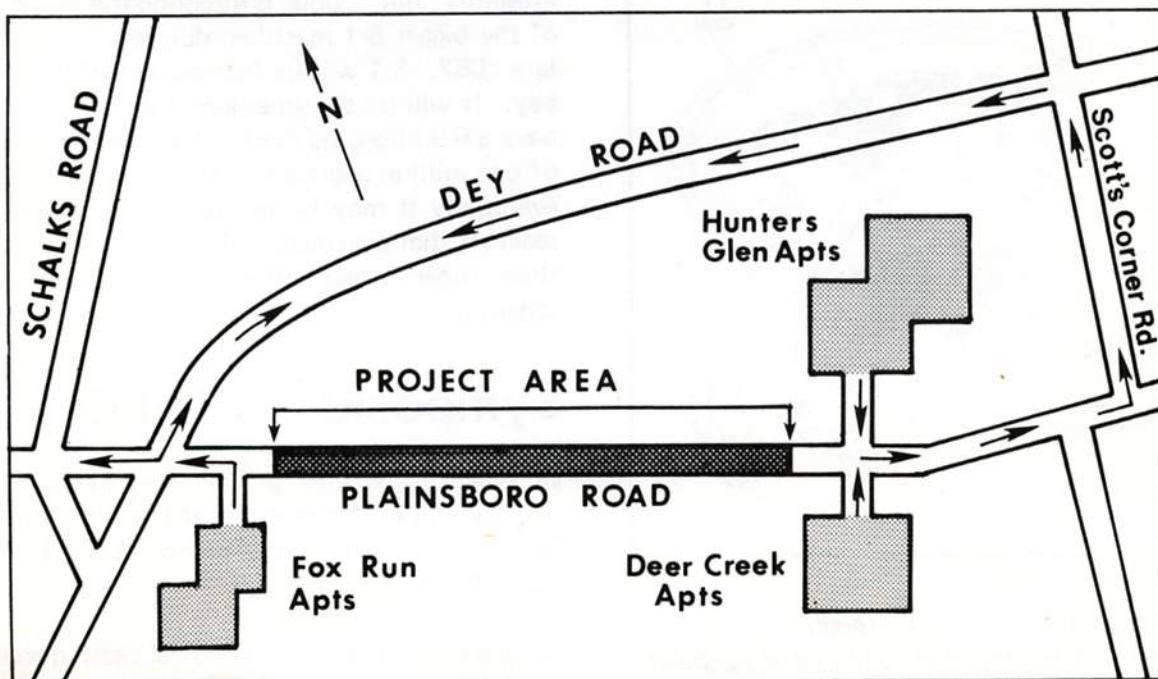 SCHALKS ROAD
N
DEY ROAD
Hunters
Glen Apts
Scott's Corner Rd.
PROJECT AREA
PLAINSBORO ROAD
Fox Run
Apts
Deer Creek
Apts